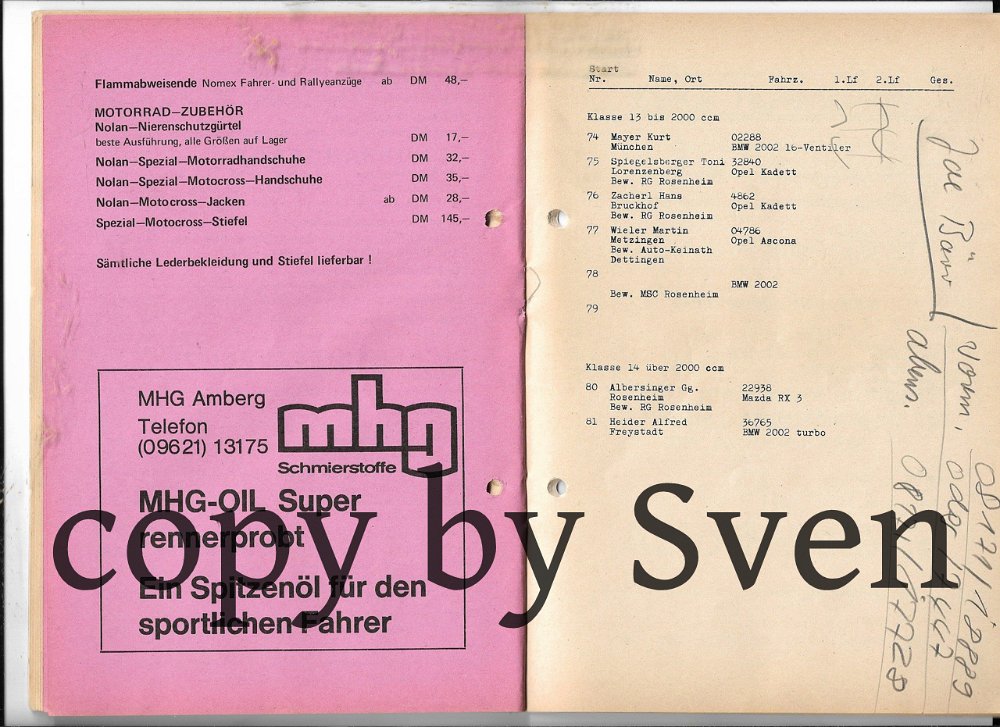 Flammabweisende Nomex Fahrer- und Rallyeanzüge ab DM 48,—
MOTORRAD—ZUBEHÖR
Nolan—Nierenschutzgürtel
beste Ausführung, alle Größen auf Lager DM 17,—
Nolan—Spezial—Motorradhandschuhe DM 32,—
Nolan—Spezial—Motocross—Handschuhe DM 35,—
Nolan—Motocross—Jacken ab DM 28,—
Spezial—Motocross—Stiefel DM 145,—
Sämtliche Lederbekleidung und Stiefel lieferbar !
MHG Amberg
Telefon
(09621) 13175
mhg
Schmierstoffe
MHG-OIL Super
rennerprobt
Ein Spitzenöl für den
sportlichen Fahrer
Start
Nr. Name, Ort Fahrz. 1.Lf 2.Lf Ges.
Klasse 13 bis 2000 ccm
74 Mayer Kurt 02288
München BMW 2002 16-Ventiler
75 Spiegelsberger Toni 32840
Lorenzenberg Opel Kadett
Bew. RG Rosenheim
76 Zacherl Hans 4862
Bruckhof Opel Kadett
Bew. RG Rosenheim
77 Wieler Martin 04786
Metzingen Opel Ascona
Bew. Auto-Keinath
Dettingen
78
BMW 2002
Bew. MSC Rosenheim
79
Klasse 14 über 2000 ccm
80 Albersinger Gg. 22938
Rosenheim Mazda RX 3
Bew. RG Rosenheim
81 Heider Alfred 36765
Freystadt BMW 2002 turbo
vorm. 08171/18889
oder
copy by Sven